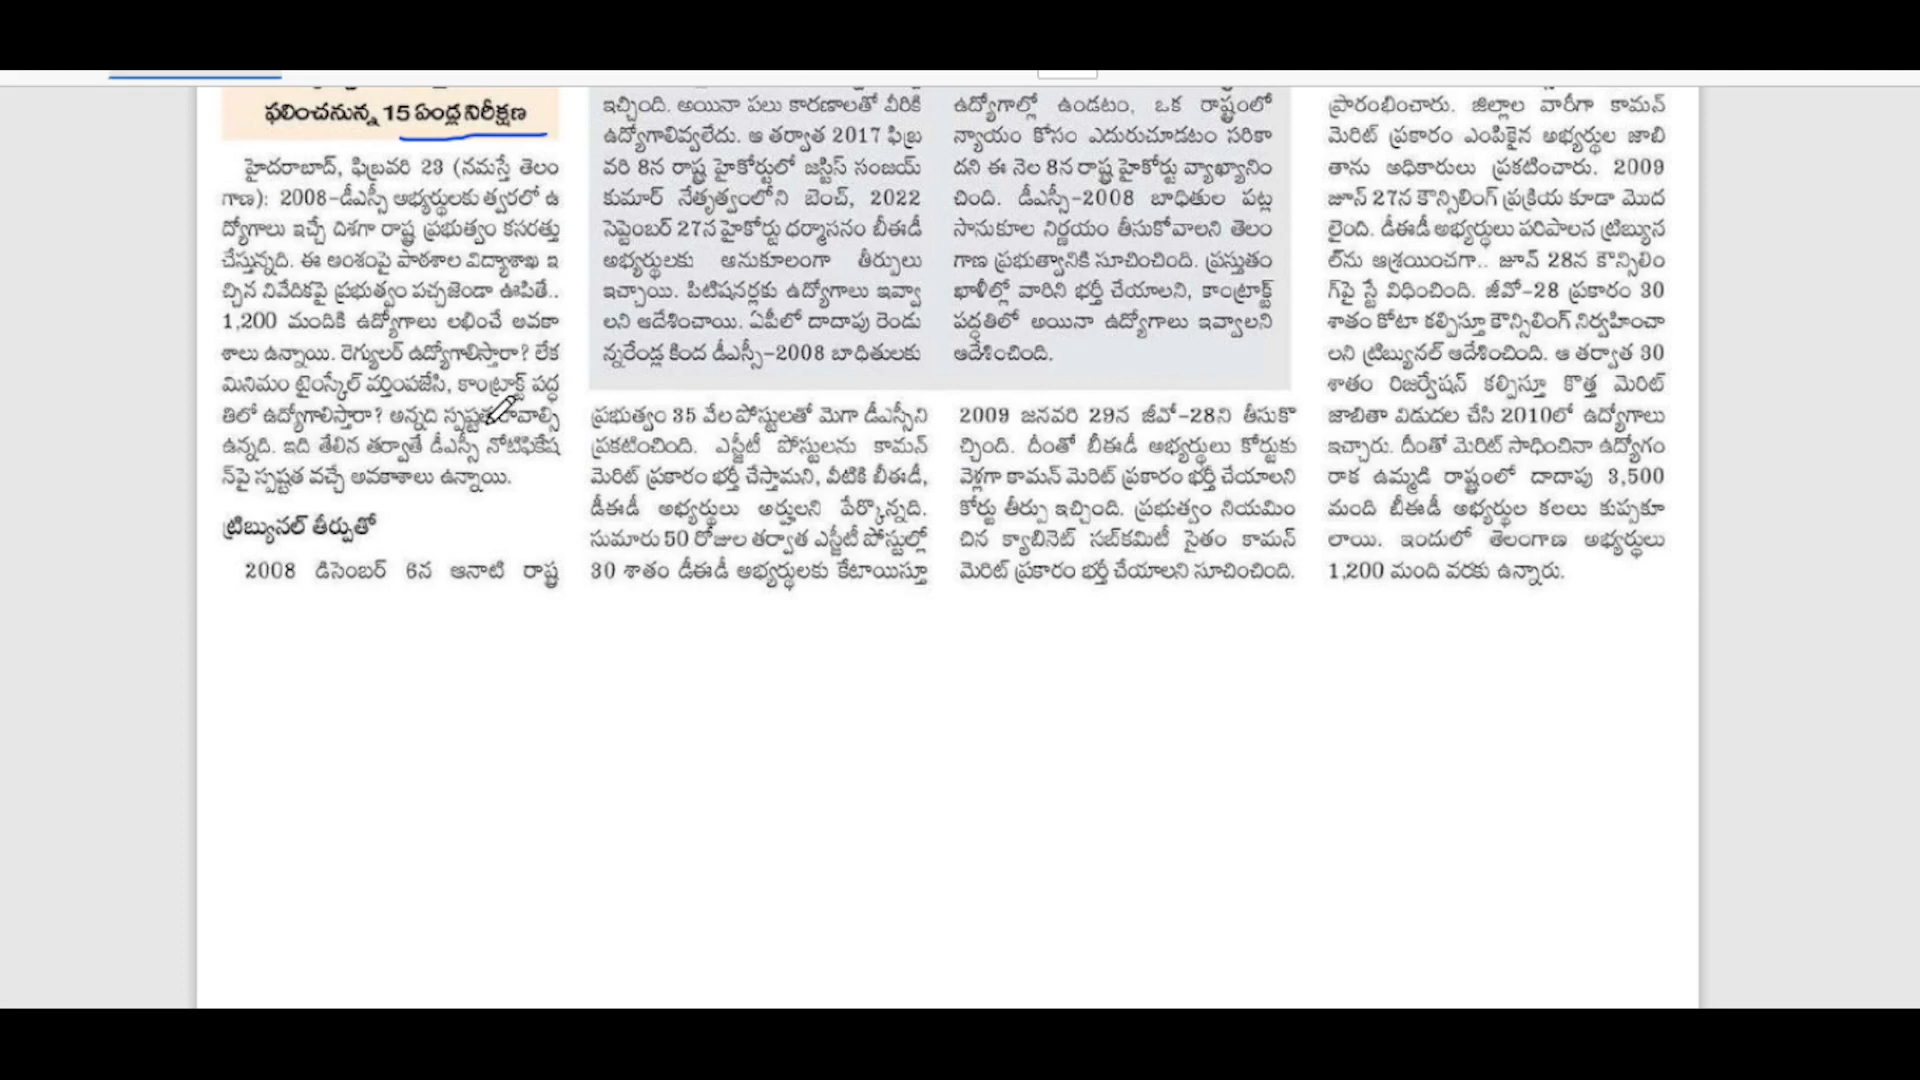 ఫలించనున్న 15 ఏండ్ల నిరీక్షణ
హైదరాబాద్, ఫిబ్రవరి 23 (నమస్తే తెలం
గాణ): 2008-డీఎస్సీ అభ్యర్థులకు త్వరలో ఉ
ద్యోగాలు ఇచ్చే దిశగా రాష్ట్ర ప్రభుత్వం కసరత్తు
చేస్తున్నది. ఈ అంశంపై పాఠశాల విద్యాశాఖ ఇ
చ్చిన నివేదికపై ప్రభుత్వం పచ్చజెండా ఊపితే..
1,200 మందికి ఉద్యోగాలు లభించే అవకా
శాలు ఉన్నాయి. రెగ్యులర్ ఉద్యోగాలిస్తారా? లేక
మినిమం టైంస్కేల్ వర్తింపజేసి, కాంట్రాక్ట్ పద్ధ
తిలో ఉద్యోగాలిస్తారా? అన్నది స్పష్టత రావాల్సి
ఉన్నది. ఇది తేలిన తర్వాతే డీఎస్సీ నోటిఫికేష
న్‌పై స్పష్టత వచ్చే అవకాశాలు ఉన్నాయి.
ట్రిబ్యునల్ తీర్పుతో
2008 డిసెంబర్ 6న ఆనాటి రాష్ట్ర
ఇచ్చింది. అయినా పలు కారణాలతో వీరికి
ఉద్యోగాలివ్వలేదు. ఆ తర్వాత 2017 ఫిబ్ర
వరి 8న రాష్ట్ర హైకోర్టులో జస్టిస్ సంజయ్
కుమార్ నేతృత్వంలోని బెంచ్, 2022
సెప్టెంబర్ 27న హైకోర్టు ధర్మాసనం బీఈడీ
అభ్యర్థులకు అనుకూలంగా తీర్పులు
ఇచ్చాయి. పిటిషనర్లకు ఉద్యోగాలు ఇవ్వా
లని ఆదేశించాయి. ఏపీలో దాదాపు రెండు
న్నరేండ్ల కింద డీఎస్సీ-2008 బాధితులకు
ఉద్యోగాల్లో ఉండటం, ఒక రాష్ట్రంలో
న్యాయం కోసం ఎదురుచూడటం సరికా
దని ఈ నెల 8న రాష్ట్ర హైకోర్టు వ్యాఖ్యానిం
చింది. డీఎస్సీ-2008 బాధితుల పట్ల
సానుకూల నిర్ణయం తీసుకోవాలని తెలం
గాణ ప్రభుత్వానికి సూచించింది. ప్రస్తుతం
ఖాళీల్లో వారిని భర్తీ చేయాలని, కాంట్రాక్ట్
పద్ధతిలో అయినా ఉద్యోగాలు ఇవ్వాలని
ఆదేశించింది.
ప్రభుత్వం 35 వేల పోస్టులతో మెగా డీఎస్సీని
ప్రకటించింది. ఎస్జీటీ పోస్టులను కామన్
మెరిట్ ప్రకారం భర్తీ చేస్తామని, వీటికి బీఈడీ,
డీఈడీ అభ్యర్థులు అర్హులని పేర్కొన్నది.
సుమారు 50 రోజుల తర్వాత ఎస్జీటీ పోస్టుల్లో
30 శాతం డీఈడీ అభ్యర్థులకు కేటాయిస్తూ
2009 జనవరి 29న జీవో-28ని తీసుకొ
చ్చింది. దీంతో బీఈడీ అభ్యర్థులు కోర్టుకు
వెళ్లగా కామన్ మెరిట్ ప్రకారం భర్తీ చేయాలని
కోర్టు తీర్పు ఇచ్చింది. ప్రభుత్వం నియమిం
చిన క్యాబినెట్ సబ్‌కమిటీ సైతం కామన్
మెరిట్ ప్రకారం భర్తీ చేయాలని సూచించింది.
ప్రారంభించారు. జిల్లాల వారీగా కామన్
మెరిట్ ప్రకారం ఎంపికైన అభ్యర్థుల జాబి
తాను అధికారులు ప్రకటించారు. 2009
జూన్ 27న కౌన్సిలింగ్ ప్రక్రియ కూడా మొద
లైంది. డీఈడీ అభ్యర్థులు పరిపాలన ట్రిబ్యున
ల్‌ను ఆశ్రయించగా.. జూన్ 28న కౌన్సిలిం
గ్‌పై స్టే విధించింది. జీవో-28 ప్రకారం 30
శాతం కోటా కల్పిస్తూ కౌన్సిలింగ్ నిర్వహించా
లని ట్రిబ్యునల్ ఆదేశించింది. ఆ తర్వాత 30
శాతం రిజర్వేషన్ కల్పిస్తూ కొత్త మెరిట్
జాబితా విడుదల చేసి 2010లో ఉద్యోగాలు
ఇచ్చారు. దీంతో మెరిట్ సాధించినా ఉద్యోగం
రాక ఉమ్మడి రాష్ట్రంలో దాదాపు 3,500
మంది బీఈడీ అభ్యర్థుల కలలు కుప్పకూ
లాయి. ఇందులో తెలంగాణ అభ్యర్థులు
1,200 మంది వరకు ఉన్నారు.